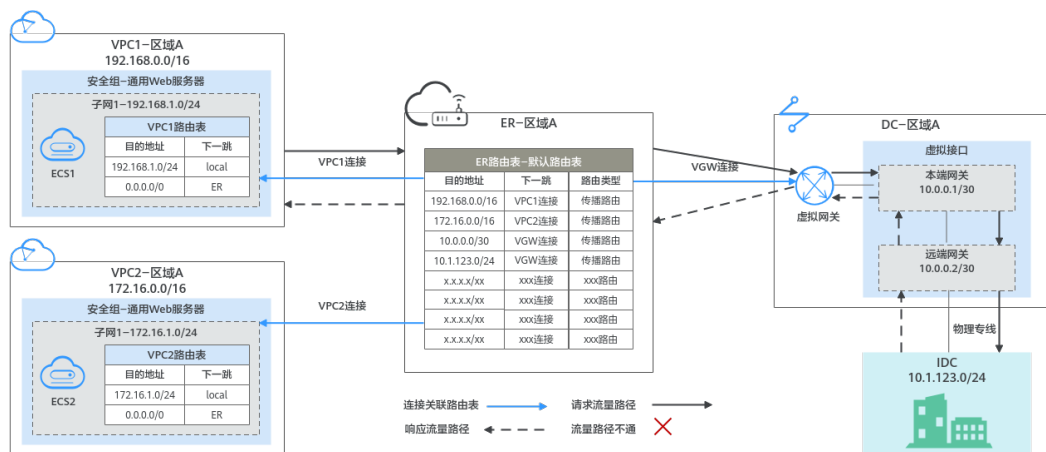 VPC1-区域A
192.168.0.0/16
安全组-通用Web服务器
子网1-192.168.1.0/24
ECS1
VPC1路由表
目的地址 下一跳
192.168.1.0/24 local
0.0.0.0/0 ER
VPC2-区域A
172.16.0.0/16
安全组-通用Web服务器
子网1-172.16.1.0/24
ECS2
VPC2路由表
目的地址 下一跳
172.16.1.0/24 local
0.0.0.0/0 ER
VPC1连接
VPC2连接
ER-区域A
ER路由表-默认路由表
目的地址 下一跳 路由类型
192.168.0.0/16 VPC1连接 传播路由
172.16.0.0/16 VPC2连接 传播路由
10.0.0.0/30 VGW连接 传播路由
10.1.123.0/24 VGW连接 传播路由
x.x.x.x/xx xxx连接 xxx路由
x.x.x.x/xx xxx连接 xxx路由
x.x.x.x/xx xxx连接 xxx路由
x.x.x.x/xx xxx连接 xxx路由
VGW连接
DC-区域A
虚拟网关
虚拟接口
本端网关
10.0.0.1/30
远端网关
10.0.0.2/30
物理专线
IDC
10.1.123.0/24
连接关联路由表 请求流量路径
响应流量路径 流量路径不通